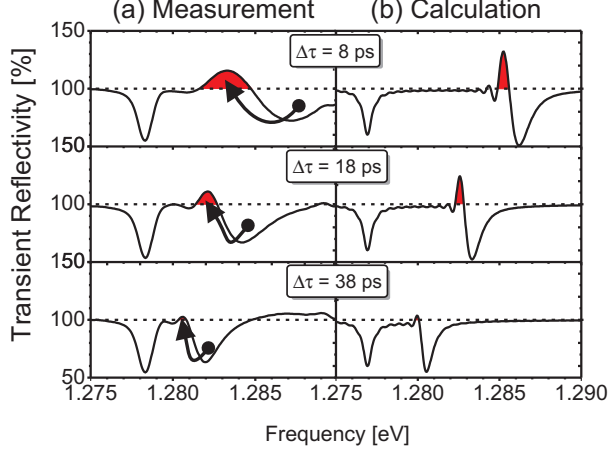 (a) Measurement (b) Calculation
150
Δτ = 8 ps
100
150
Δτ = 18 ps
100
150
Δτ = 38 ps
100
50
1.275 1.280 1.285 1.275 1.280 1.285 1.290
Transient Reflectivity [%]
Frequency [eV]